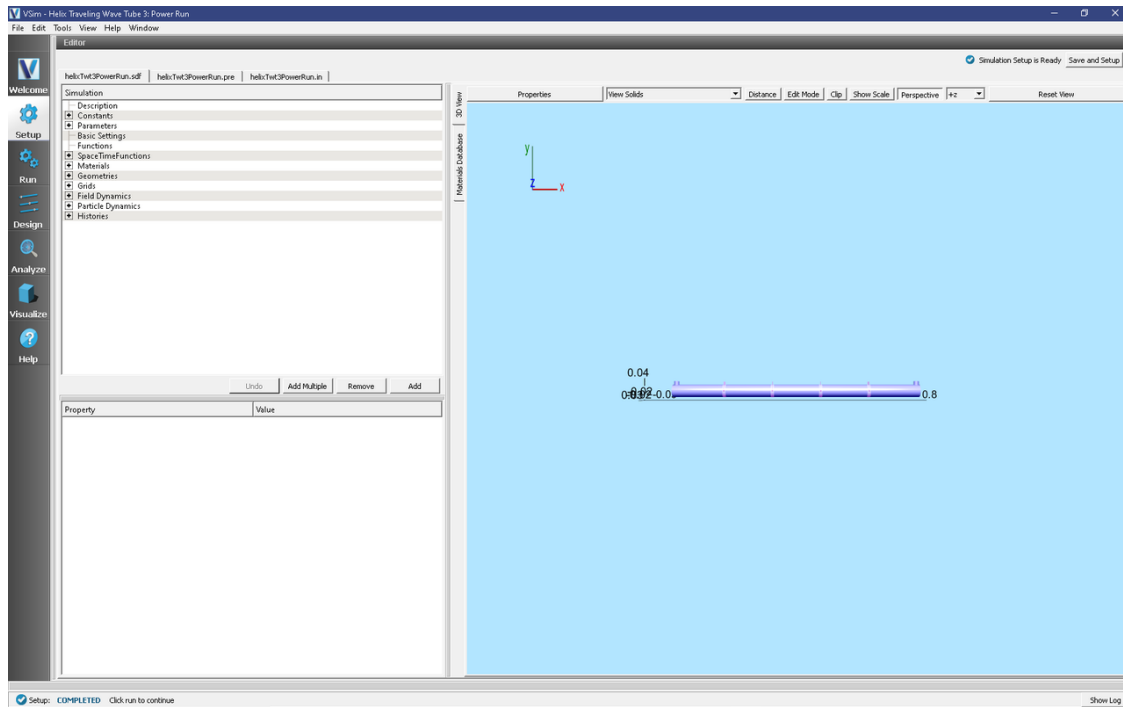 VSim - Helix Traveling Wave Tube 3: Power Run
File Edit Tools View Help Window
Editor
Simulation Setup is Ready Save and Setup
helixTwt3PowerRun.sdf helixTwt3PowerRun.pre helixTwt3PowerRun.in
Welcome
Setup
Run
Design
Analyze
Visualize
Help
Simulation
Description
Constants
Parameters
Basic Settings
Functions
SpaceTimeFunctions
Materials
Geometries
Grids
Field Dynamics
Particle Dynamics
Histories
Undo Add Multiple Remove Add
Property Value
3D View
Materials Database
Properties View Solids Distance Edit Mode Clip Show Scale Perspective +z Reset View
y
z x
0.04
0.8
Setup: COMPLETED Click run to continue
Show Log